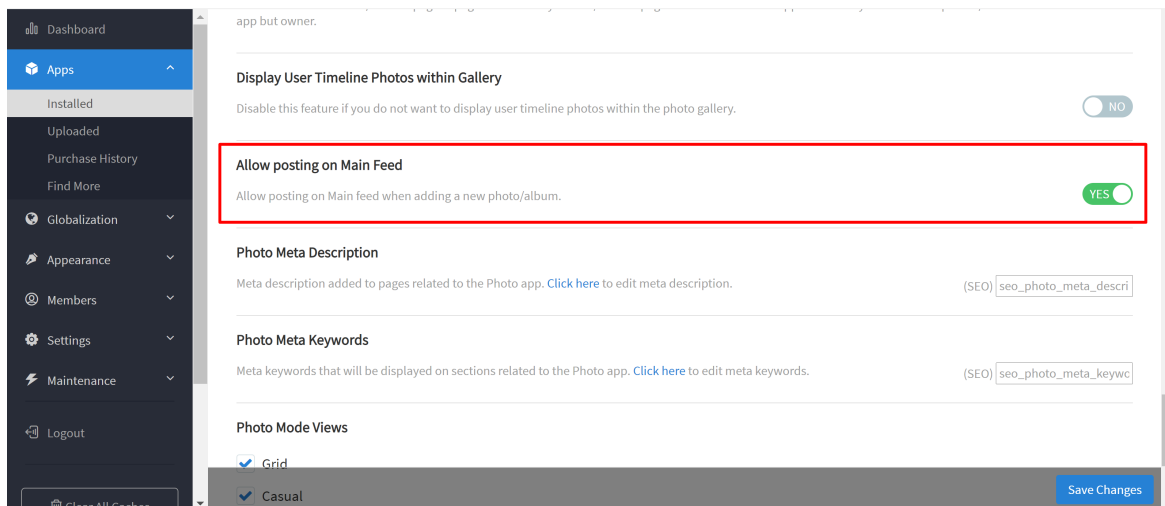 Dashboard
Apps
Installed
Uploaded
Purchase History
Find More
Globalization
Appearance
Members
Settings
Maintenance
Logout
Clear All Caches
app but owner.
Display User Timeline Photos within Gallery
Disable this feature if you do not want to display user timeline photos within the photo gallery.
NO
Allow posting on Main Feed
Allow posting on Main feed when adding a new photo/album.
YES
Photo Meta Description
Meta description added to pages related to the Photo app. Click here to edit meta description.
(SEO) seo_photo_meta_descri
Photo Meta Keywords
Meta keywords that will be displayed on sections related to the Photo app. Click here to edit meta keywords.
(SEO) seo_photo_meta_keywc
Photo Mode Views
Grid
Casual
Save Changes